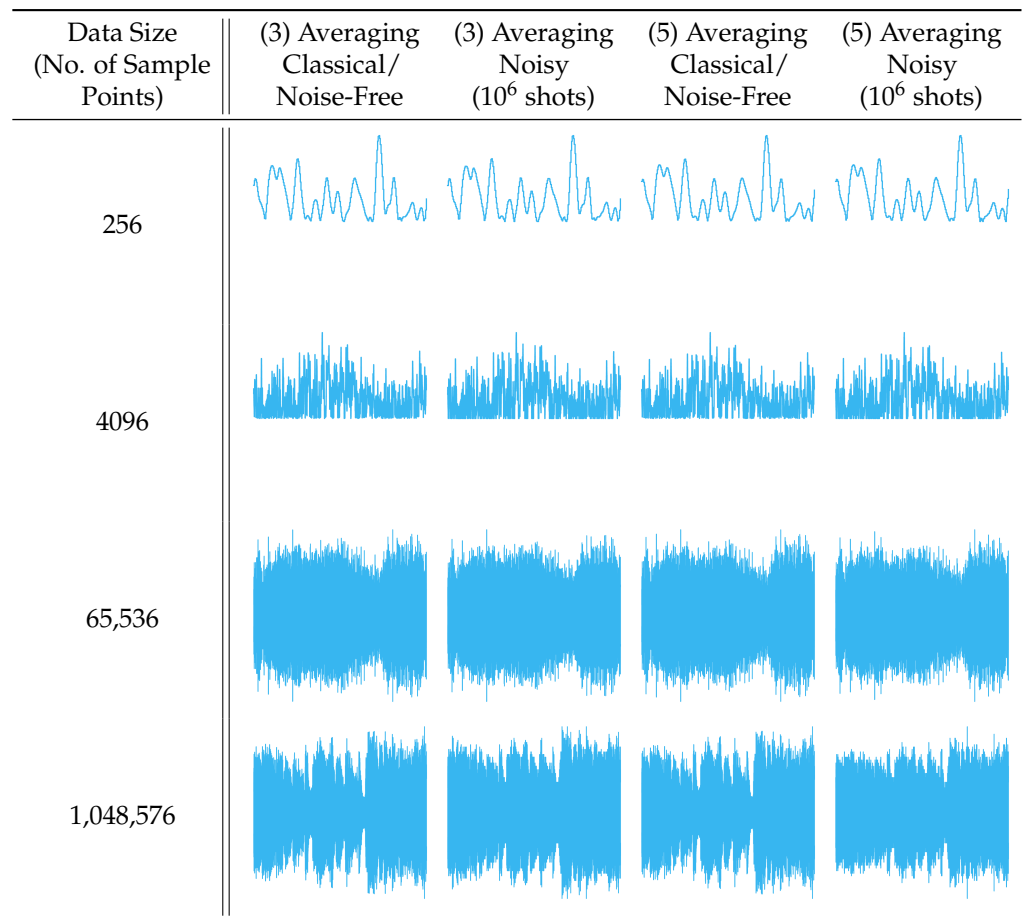 Data Size
(No. of Sample
Points)
(3) Averaging
Classical/
Noise-Free
(3) Averaging
Noisy
(10⁶ shots)
(5) Averaging
Classical/
Noise-Free
(5) Averaging
Noisy
(10⁶ shots)
256
4096
65,536
1,048,576